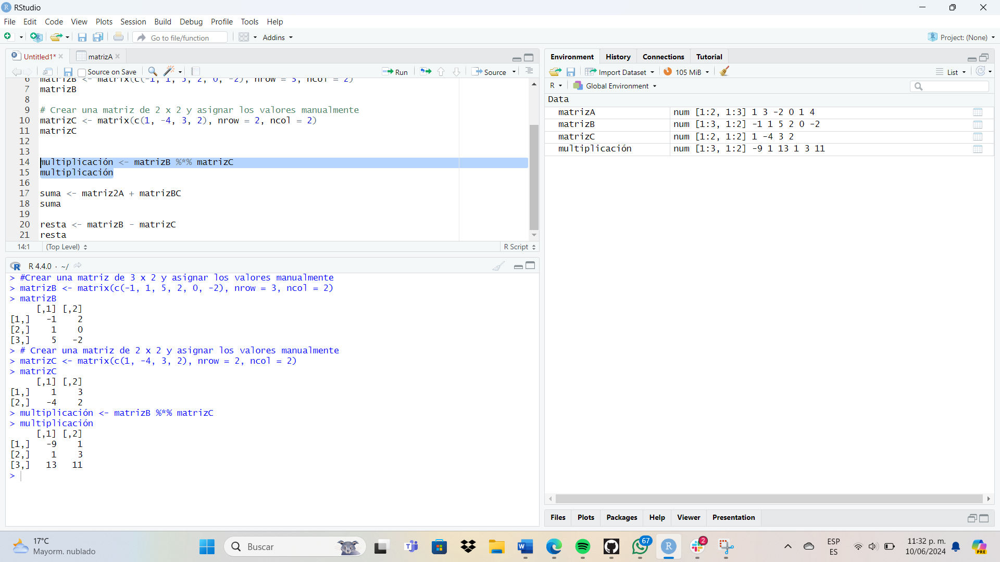 RStudio
File Edit Code View Plots Session Build Debug Profile Tools Help
Go to file/function Addins Project: (None)
Untitled1* matrizA
Source on Save Run Source
6 matrizB <- matrix(c(-1, 1, 5, 2, 0, -2), nrow = 3, ncol = 2)
7 matrizB
8
9 # Crear una matriz de 2 x 2 y asignar los valores manualmente
10 matrizC <- matrix(c(1, -4, 3, 2), nrow = 2, ncol = 2)
11 matrizC
12
13
14 multiplicación <- matrizB %*% matrizC
15 multiplicación
16
17 suma <- matriz2A + matrizBC
18 suma
19
20 resta <- matrizB - matrizC
21 resta
14:1 (Top Level) R Script
R 4.4.0 · ~/
> #Crear una matriz de 3 x 2 y asignar los valores manualmente
> matrizB <- matrix(c(-1, 1, 5, 2, 0, -2), nrow = 3, ncol = 2)
> matrizB
[,1] [,2]
[1,] -1 2
[2,] 1 0
[3,] 5 -2
> # Crear una matriz de 2 x 2 y asignar los valores manualmente
> matrizC <- matrix(c(1, -4, 3, 2), nrow = 2, ncol = 2)
> matrizC
[,1] [,2]
[1,] 1 3
[2,] -4 2
> multiplicación <- matrizB %*% matrizC
> multiplicación
[,1] [,2]
[1,] -9 1
[2,] 1 3
[3,] 13 11
>
Environment History Connections Tutorial
Import Dataset 105 MiB List
R Global Environment
Data
matrizA num [1:2, 1:3] 1 3 -2 0 1 4
matrizB num [1:3, 1:2] -1 1 5 2 0 -2
matrizC num [1:2, 1:2] 1 -4 3 2
multiplicación num [1:3, 1:2] -9 1 13 1 3 11
Files Plots Packages Help Viewer Presentation
17°C
Mayorm. nublado
Buscar
67
2
ESP
ES
11:32 p. m.
10/06/2024
PRE